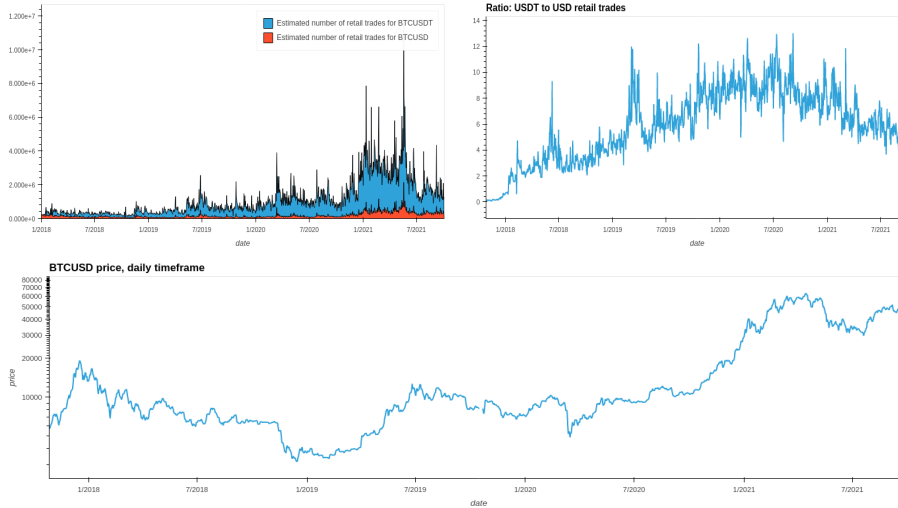 1.200e+7
1.000e+7
8.000e+6
6.000e+6
4.000e+6
2.000e+6
0.000e+0
Estimated number of retail trades for BTCUSDT
Estimated number of retail trades for BTCUSD
1/2018 7/2018 1/2019 7/2019 1/2020 7/2020 1/2021 7/2021
date
Ratio: USDT to USD retail trades
14
12
10
8
6
4
2
0
1/2018 7/2018 1/2019 7/2019 1/2020 7/2020 1/2021 7/2021
date
BTCUSD price, daily timeframe
80000
70000
60000
50000
40000
30000
20000
10000
price
1/2018 7/2018 1/2019 7/2019 1/2020 7/2020 1/2021 7/2021
date